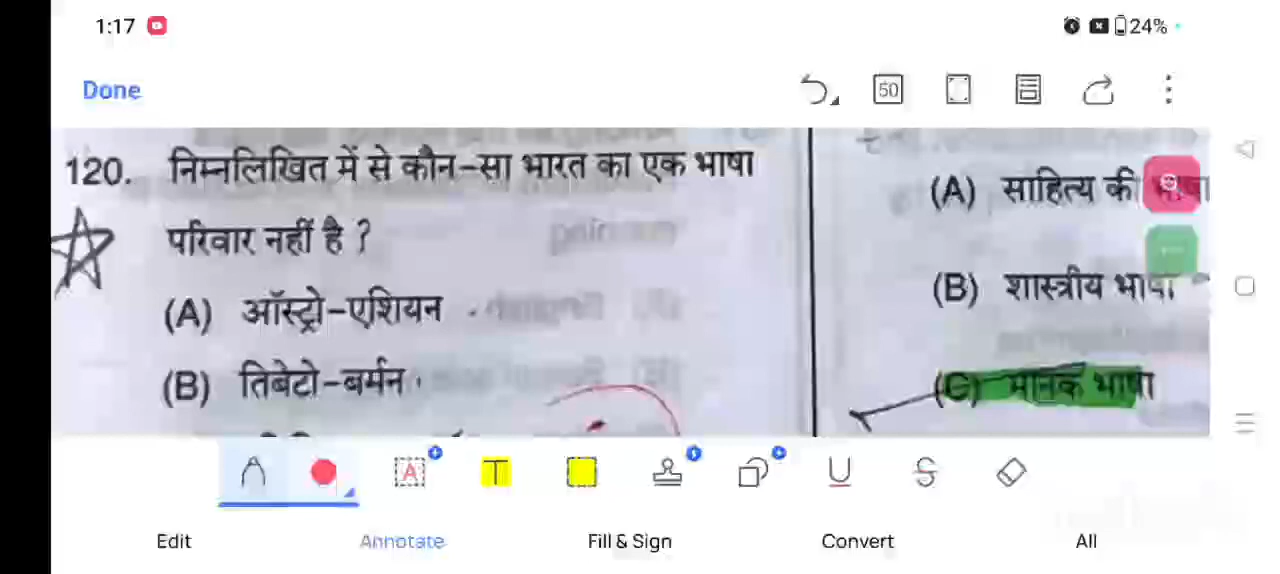 1:17
24%
Done
50
120. निम्नलिखित में से कौन-सा भारत का एक भाषा
परिवार नहीं है ?
(A) ऑस्ट्रो-एशियन
(B) तिबेटो-बर्मन
(A) साहित्य की भाषा
(B) शास्त्रीय भाषा
(C) मानक भाषा
A
T
U
S
Edit
Annotate
Fill & Sign
Convert
All